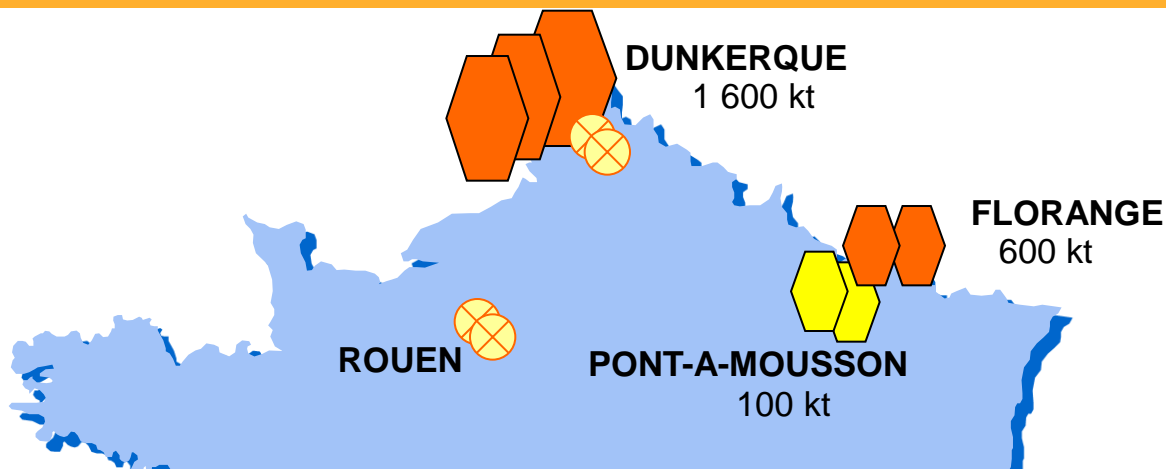 DUNKERQUE
1 600 kt
FLORANGE
600 kt
ROUEN
PONT-A-MOUSSON
100 kt